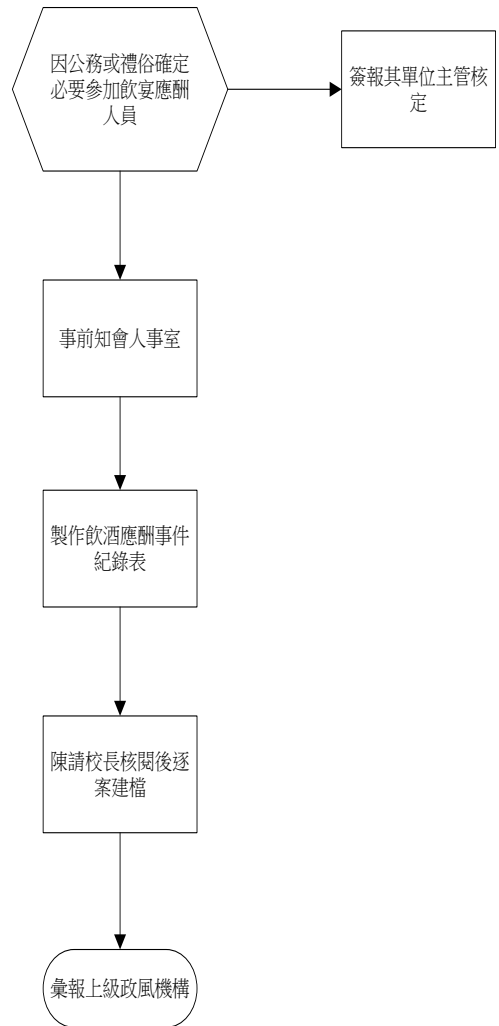 因公務或禮俗確定
必要參加飲宴應酬
人員
簽報其單位主管核
定
事前知會人事室
製作飲酒應酬事件
紀錄表
陳請校長核閱後逐
案建檔
彙報上級政風機構